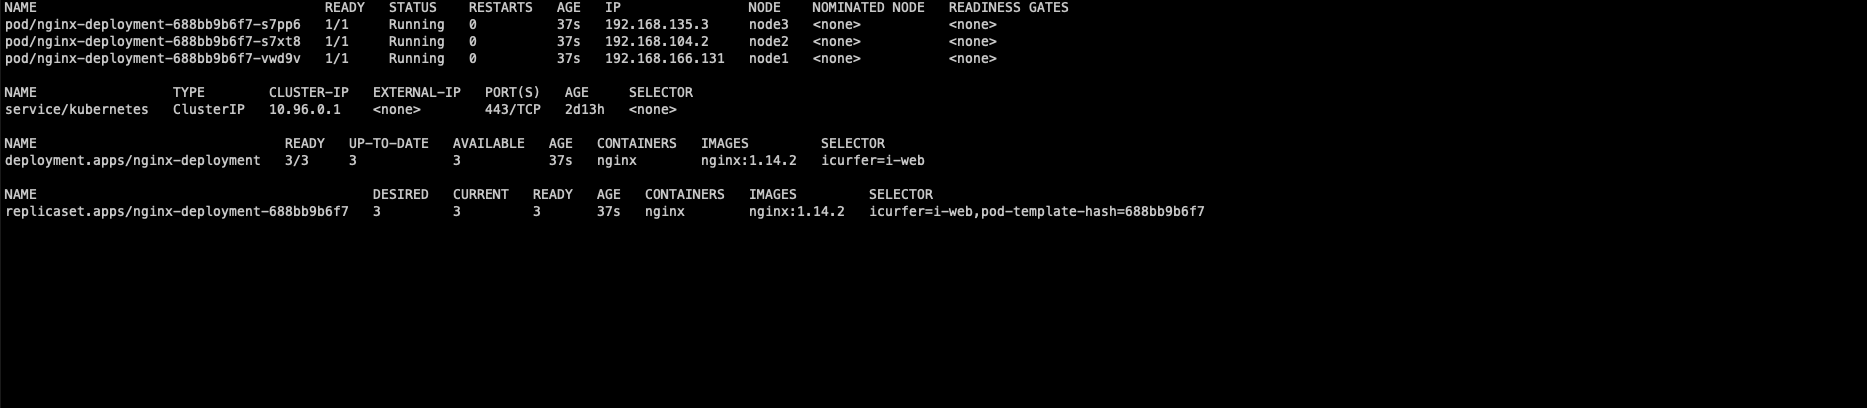 NAME                                    READY   STATUS    RESTARTS   AGE   IP                NODE    NOMINATED NODE   READINESS GATES
pod/nginx-deployment-688bb9b6f7-s7pp6   1/1     Running   0          37s   192.168.135.3     node3   <none>           <none>
pod/nginx-deployment-688bb9b6f7-s7xt8   1/1     Running   0          37s   192.168.104.2     node2   <none>           <none>
pod/nginx-deployment-688bb9b6f7-vwd9v   1/1     Running   0          37s   192.168.166.131   node1   <none>           <none>

NAME                 TYPE        CLUSTER-IP   EXTERNAL-IP   PORT(S)   AGE     SELECTOR
service/kubernetes   ClusterIP   10.96.0.1    <none>        443/TCP   2d13h   <none>

NAME                               READY   UP-TO-DATE   AVAILABLE   AGE   CONTAINERS   IMAGES         SELECTOR
deployment.apps/nginx-deployment   3/3     3            3           37s   nginx        nginx:1.14.2   icurfer=i-web

NAME                                          DESIRED   CURRENT   READY   AGE   CONTAINERS   IMAGES         SELECTOR
replicaset.apps/nginx-deployment-688bb9b6f7   3         3         3       37s   nginx        nginx:1.14.2   icurfer=i-web,pod-template-hash=688bb9b6f7